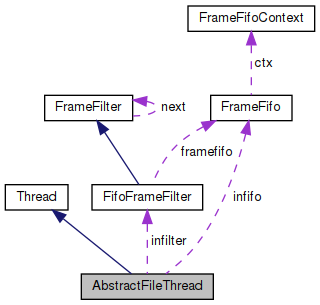 FrameFifoContext
ctx
FrameFilter
next
FrameFifo
framefifo
Thread
FifoFrameFilter
infifo
infilter
AbstractFileThread